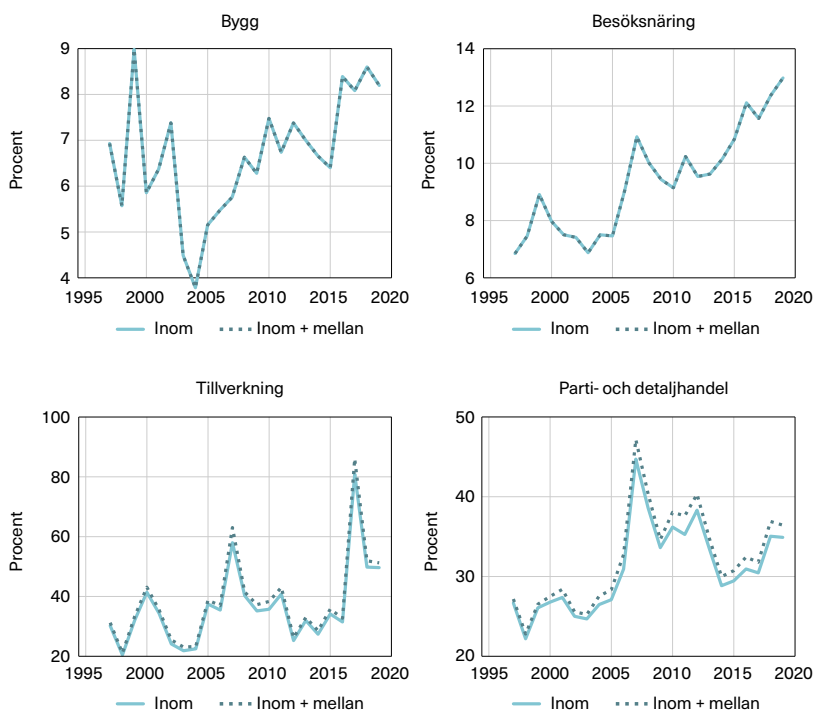 Bygg
Procent
9
8
7
6
5
4
1995 2000 2005 2010 2015 2020
Inom Inom + mellan
Besöksnäring
Procent
14
12
10
8
6
1995 2000 2005 2010 2015 2020
Inom Inom + mellan
Tillverkning
Procent
100
80
60
40
20
1995 2000 2005 2010 2015 2020
Inom Inom + mellan
Parti- och detaljhandel
Procent
50
40
30
20
1995 2000 2005 2010 2015 2020
Inom Inom + mellan